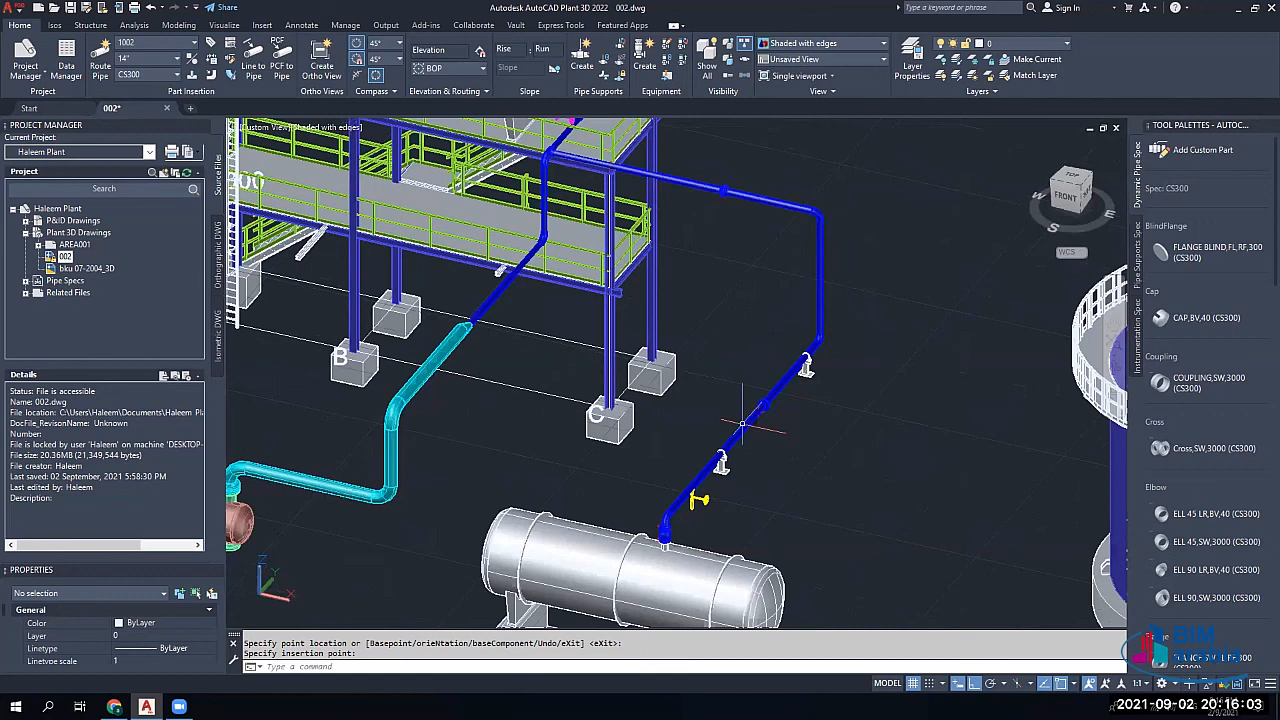 Share
Autodesk AutoCAD Plant 3D 2022 002.dwg
Type a keyword or phrase
Sign In
Home Structure Analysis Modeling Visualize Insert Annotate Manage Output Add-ins Collaborate Vault Express Tools Featured Apps
Project Manager
Data Manager
Project
Route Pipe
1002
14"
CS300
Line to Pipe
PCF to Pipe
Part Insertion
Create Ortho View
Ortho Views
45°
45°
Compass
Elevation
BOP
Elevation & Routing
Rise: Run
Slope
Slope
Create
Pipe Supports
Create
Equipment
Show All
Visibility
Shaded with edges
Unsaved View
Single viewport
View
Layer Properties
0
Make Current
Match Layer
Layers
Start
002*
PROJECT MANAGER
Current Project:
Haleem Plant
Project
Search
Haleem Plant
P&ID Drawings
Plant 3D Drawings
AREA001
002
bku 07-2004_3D
Pipe Specs
Related Files
Source Files
Orthographic DWG
Isometric DWG
Details
Status: File is accessible
Name: 002.dwg
File location: C:\Users\Haleem\Documents\Haleem Pla
DocFile_RevisonName: Unknown
Number:
File is locked by user 'Haleem' on machine 'DESKTOP-
File size: 20.36MB (21,349,544 bytes)
File creator: Haleem
Last saved: 02 September, 2021 5:58:30 PM
Last edited by: Haleem
Description:
PROPERTIES
No selection
General
Color ByLayer
Layer 0
Linetype ByLayer
Linetype scale 1
[Custom View][Shaded with edges]
B
C
Z
Y
X
TOP
FRONT
W
S
E
WCS
Specify point location or [Basepoint/orieNtation/baseComponent/Undo/eXit] <eXit>:
Specify insertion point:
Type a command
TOOL PALETTES - AUTOC...
Dynamic Pipe Spec
Pipe Supports Spec
Instrumentation Spec
Add Custom Part
Spec: CS300
BlindFlange
FLANGE BLIND,FL,RF,300 (CS300)
Cap
CAP,BV,40 (CS300)
Coupling
COUPLING,SW,3000 (CS300)
Cross
Cross,SW,3000 (CS300)
Elbow
ELL 45 LR,BV,40 (CS300)
ELL 45,SW,3000 (CS300)
ELL 90 LR,BV,40 (CS300)
ELL 90,SW,3000 (CS300)
BIM
MODEL
1:1
2021-09-02 20:16:03